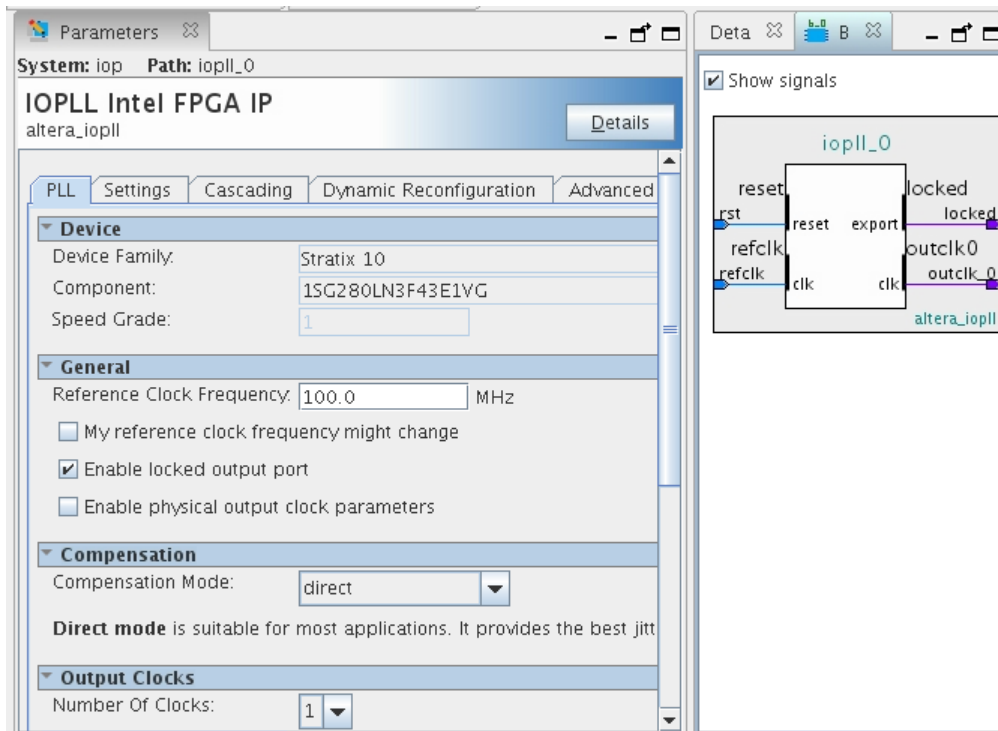 Parameters
System: iop Path: iopll_0
IOPLL Intel FPGA IP
altera_iopll
Details
PLL Settings Cascading Dynamic Reconfiguration Advanced
Device
Device Family: Stratix 10
Component: 1SG280LN3F43E1VG
Speed Grade: 1
General
Reference Clock Frequency: 100.0 MHz
My reference clock frequency might change
Enable locked output port
Enable physical output clock parameters
Compensation
Compensation Mode: direct
Direct mode is suitable for most applications. It provides the best jitt
Output Clocks
Number Of Clocks: 1
Deta B
Show signals
iopll_0
reset locked
rst locked
reset export
refclk outclk0
refclk outclk_0
clk clk
altera_iopll